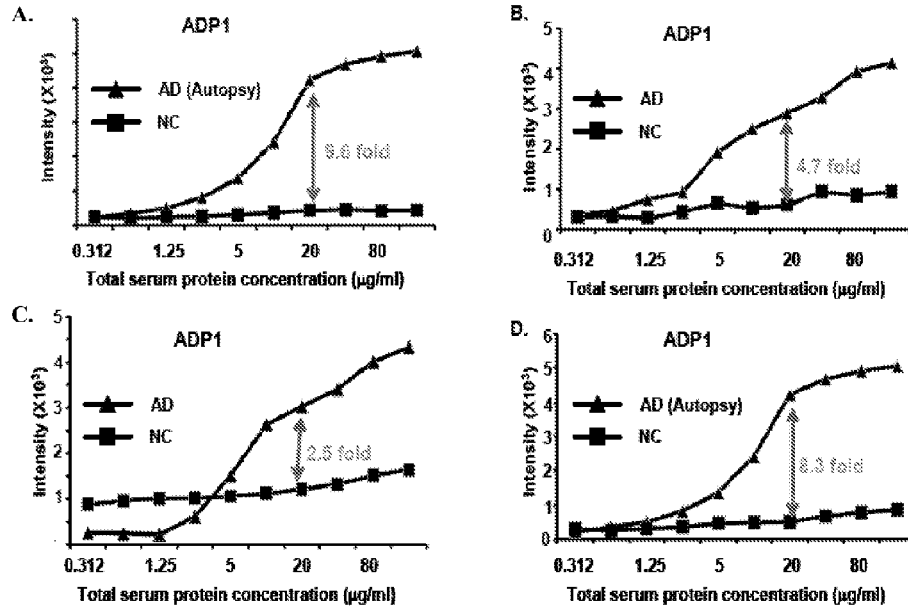 A.
ADP1
AD (Autopsy)
NC
9.6 fold
Intensity (X10³)
0.312 1.25 5 20 80
Total serum protein concentration (µg/ml)
B.
ADP1
5
4
3
2
1
0
AD
NC
4.7 fold
Intensity (X10³)
0.312 1.25 5 20 80
Total serum protein concentration (µg/ml)
C.
ADP1
5
4
3
2
1
AD
NC
2.5 fold
Intensity (X10³)
0.312 1.25 5 20 80
Total serum protein concentration (µg/ml)
D.
ADP1
6
5
4
3
2
1
0
AD (Autopsy)
NC
8.3 fold
Intensity (X10³)
0.312 1.25 5 20 80
Total serum protein concentration (µg/ml)